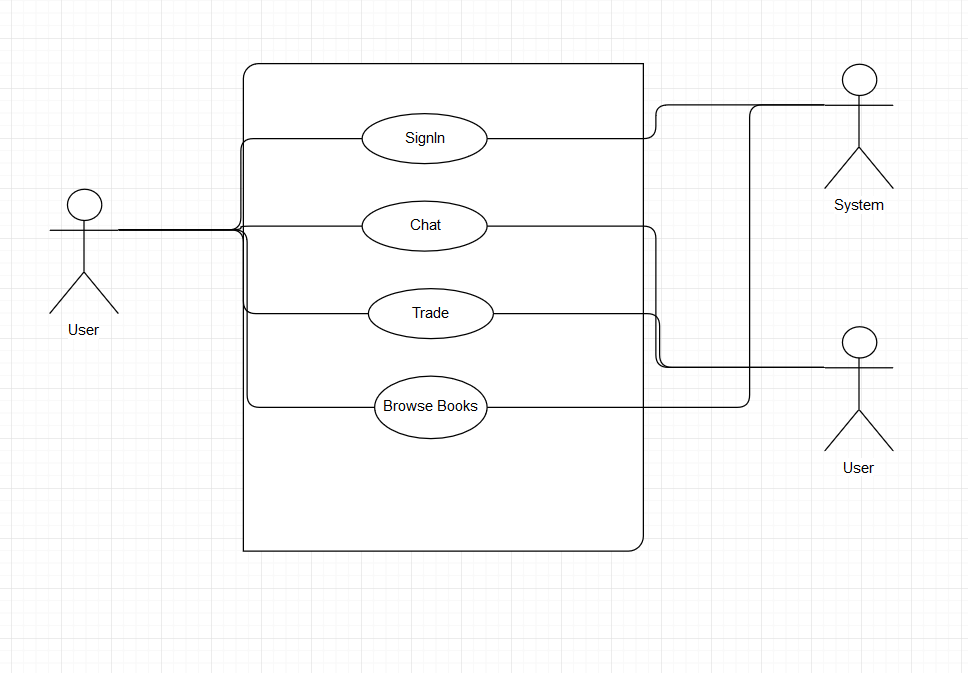 SignIn
System
Chat
User
Trade
Browse Books
User